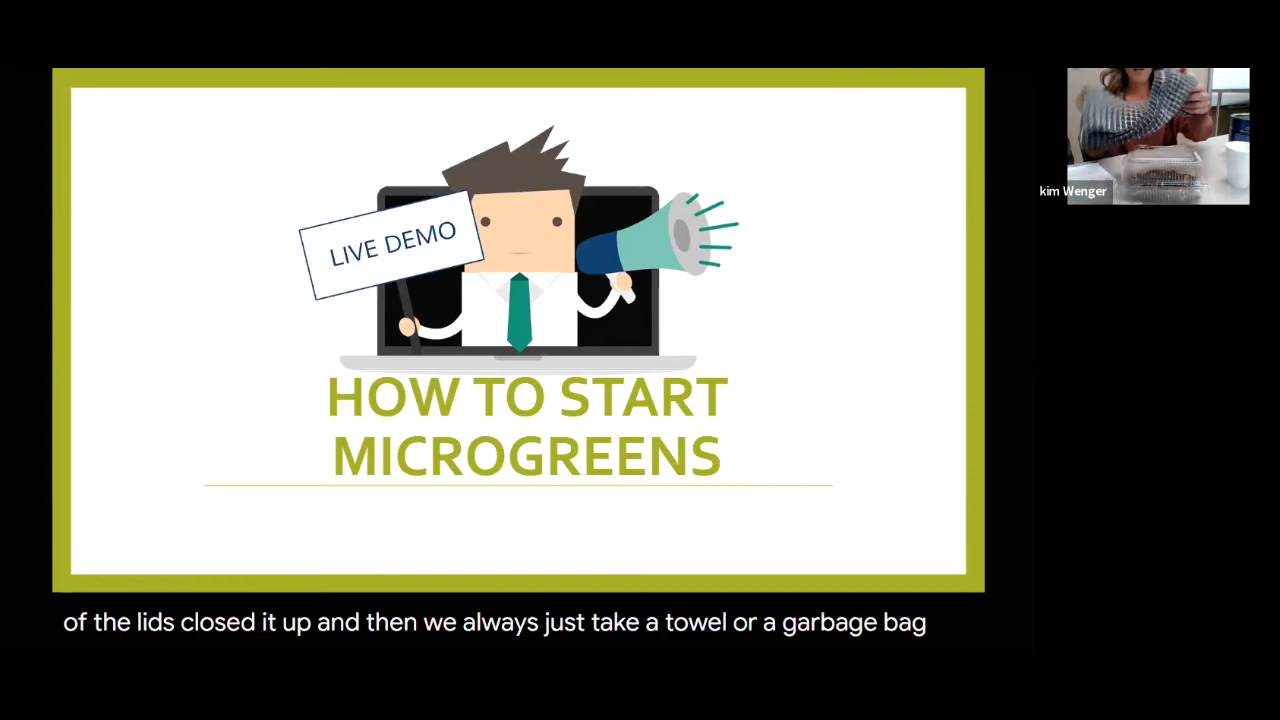 LIVE DEMO
HOW TO START
MICROGREENS
kim Wenger
of the lids closed it up and then we always just take a towel or a garbage bag